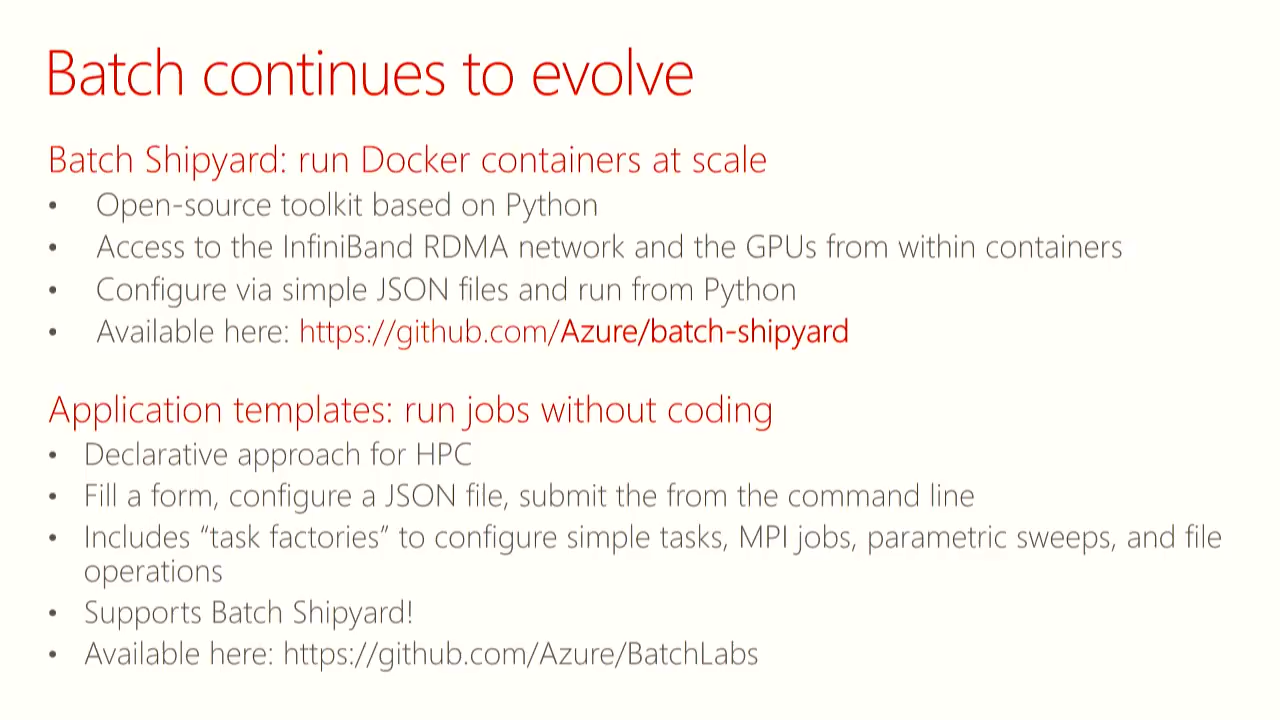 Batch continues to evolve
Batch Shipyard: run Docker containers at scale
• Open-source toolkit based on Python
• Access to the InfiniBand RDMA network and the GPUs from within containers
• Configure via simple JSON files and run from Python
• Available here: https://github.com/Azure/batch-shipyard
Application templates: run jobs without coding
• Declarative approach for HPC
• Fill a form, configure a JSON file, submit the from the command line
• Includes “task factories” to configure simple tasks, MPI jobs, parametric sweeps, and file
operations
• Supports Batch Shipyard!
• Available here: https://github.com/Azure/BatchLabs